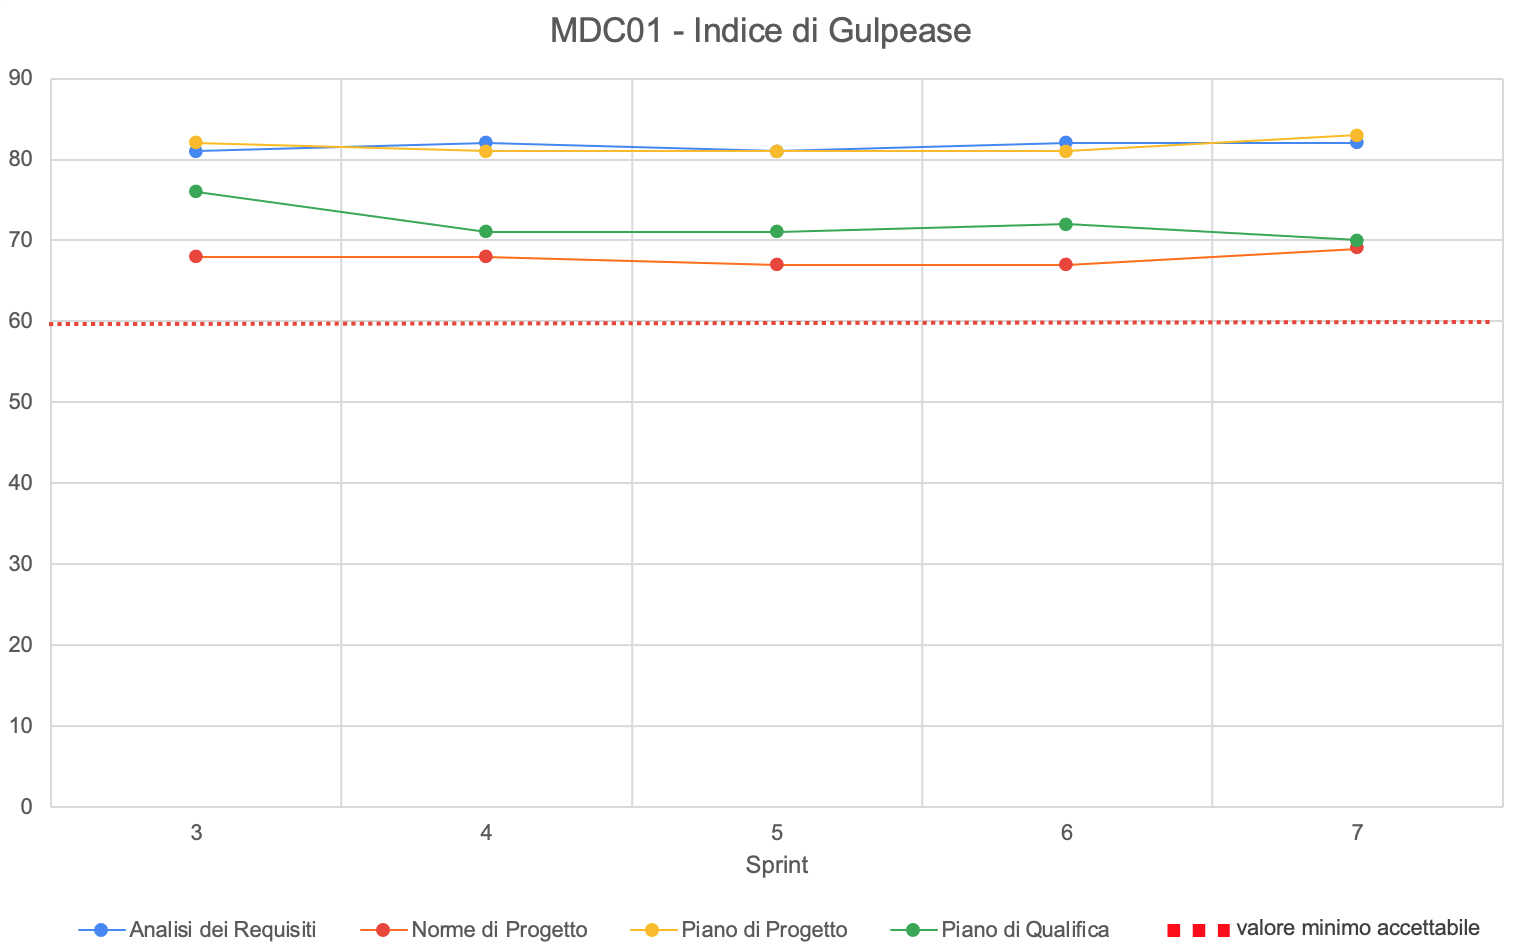 MDC01 - Indice di Gulpease
90
80
70
60
50
40
30
20
10
0
3 4 5 6 7
Sprint
Analisi dei Requisiti Norme di Progetto Piano di Progetto Piano di Qualifica valore minimo accettabile